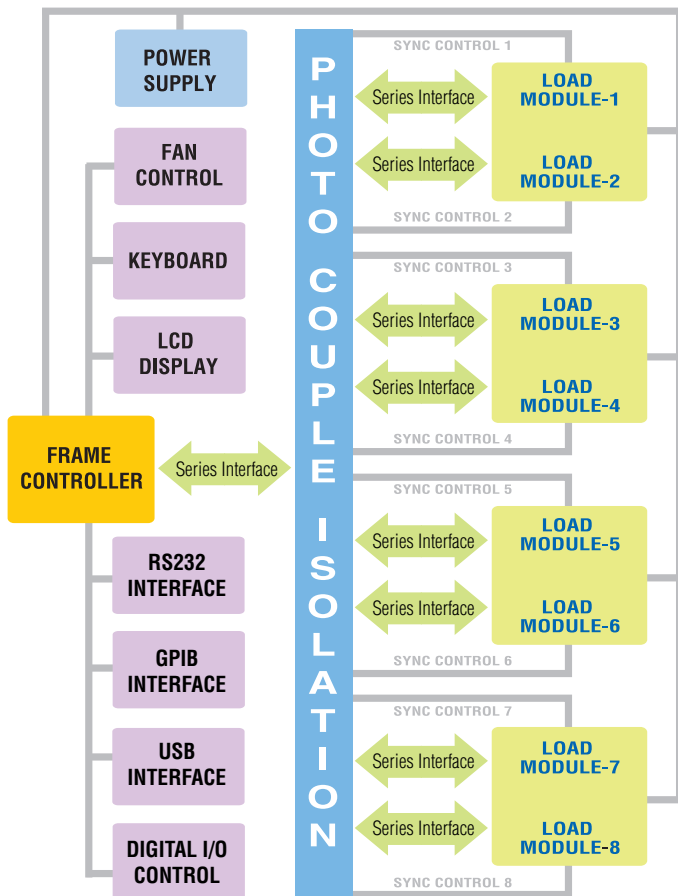 POWER
SUPPLY
FAN
CONTROL
KEYBOARD
LCD
DISPLAY
FRAME
CONTROLLER
Series Interface
RS232
INTERFACE
GPIB
INTERFACE
USB
INTERFACE
DIGITAL I/O
CONTROL
PHOTO COUPLE ISOLATION
SYNC CONTROL 1
Series Interface
LOAD
MODULE-1
Series Interface
LOAD
MODULE-2
SYNC CONTROL 2
SYNC CONTROL 3
Series Interface
LOAD
MODULE-3
Series Interface
LOAD
MODULE-4
SYNC CONTROL 4
SYNC CONTROL 5
Series Interface
LOAD
MODULE-5
Series Interface
LOAD
MODULE-6
SYNC CONTROL 6
SYNC CONTROL 7
Series Interface
LOAD
MODULE-7
Series Interface
LOAD
MODULE-8
SYNC CONTROL 8